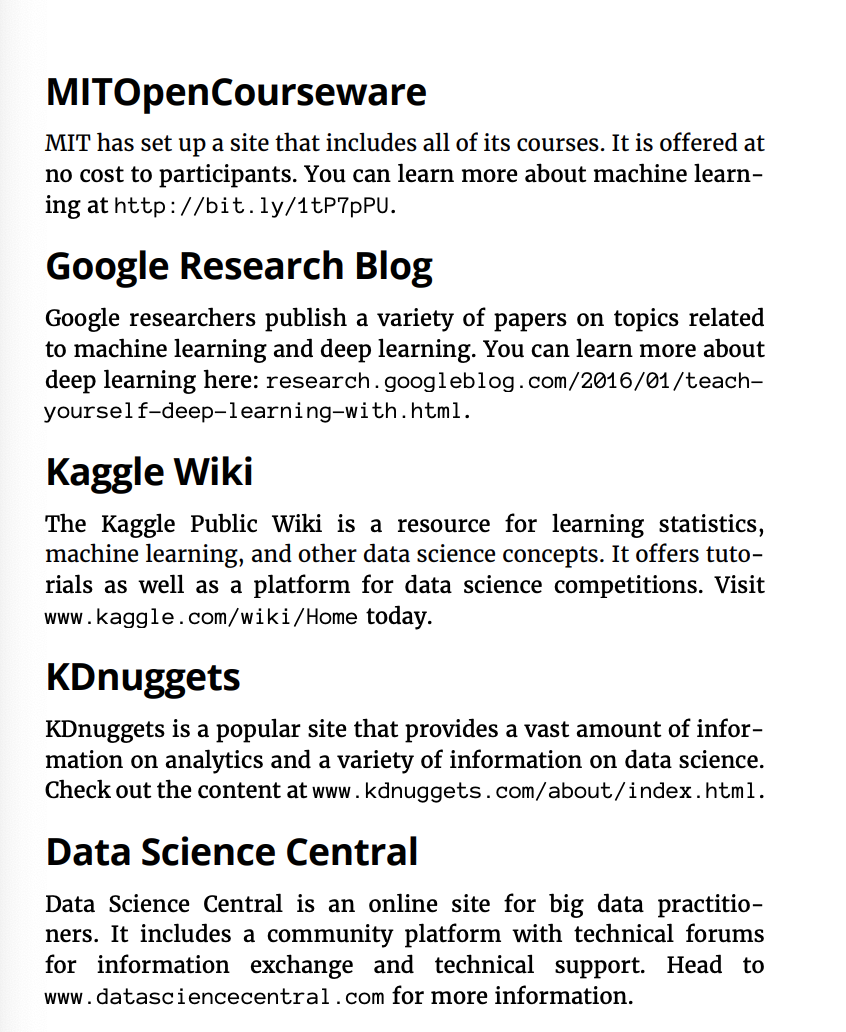 MITOpenCourseware
MIT has set up a site that includes all of its courses. It is offered at
no cost to participants. You can learn more about machine learn-
ing at http://bit.ly/1tP7pPU.
Google Research Blog
Google researchers publish a variety of papers on topics related
to machine learning and deep learning. You can learn more about
deep learning here: research.googleblog.com/2016/01/teach-
yourself-deep-learning-with.html.
Kaggle Wiki
The Kaggle Public Wiki is a resource for learning statistics,
machine learning, and other data science concepts. It offers tuto-
rials as well as a platform for data science competitions. Visit
www.kaggle.com/wiki/Home today.
KDnuggets
KDnuggets is a popular site that provides a vast amount of infor-
mation on analytics and a variety of information on data science.
Check out the content at www.kdnuggets.com/about/index.html.
Data Science Central
Data Science Central is an online site for big data practitio-
ners. It includes a community platform with technical forums
for information exchange and technical support. Head to
www.datasciencecentral.com for more information.